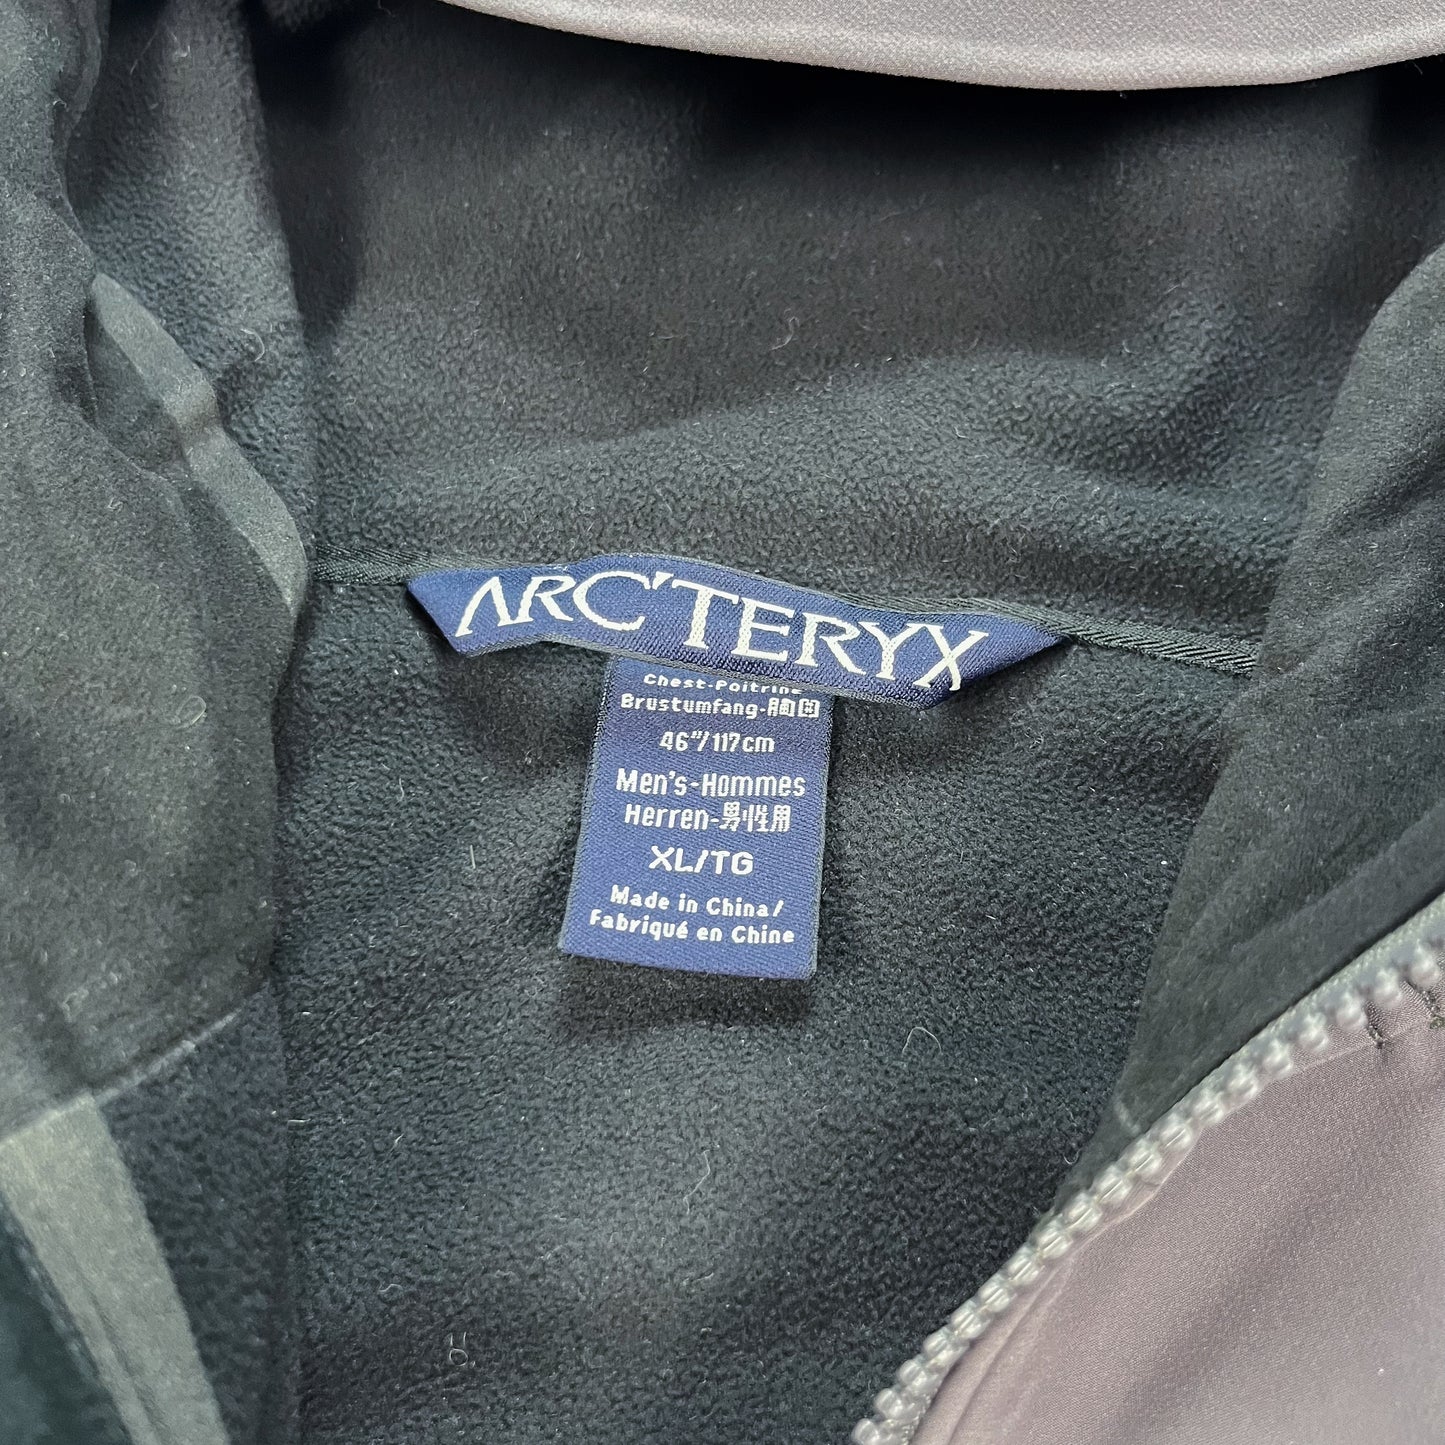 ARC'TERYX
Chest-Poitrine
Brustumfang-胸囲
46"/117cm
Men's-Hommes
Herren-男性用
XL/TG
Made in China/
Fabriqué en Chine